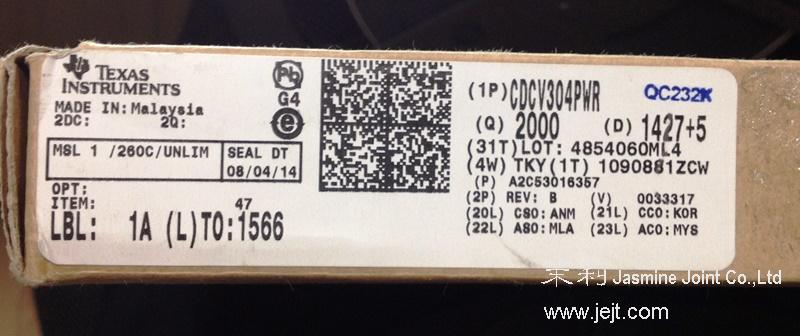 TEXAS
INSTRUMENTS
MADE IN: Malaysia
2DC: 2Q:
MSL 1 /260C/UNLIM SEAL DT
08/04/14
OPT:
ITEM: 47
LBL: 1A (L)TO:1566
Pb
G4
e
(1P) CDCV304PWR QC232K
(Q) 2000 (D) 1427+5
(31T)LOT: 4854060ML4
(4W) TKY(1T) 1090881ZCW
(P) A2C53016357
(2P) REV: B (V) 0033317
(20L) CSO:ANM (21L) CCO:KOR
(22L) ASO:MLA (23L) ACO:MYS
茉莉 Jasmine Joint Co.,Ltd
www.jejt.com